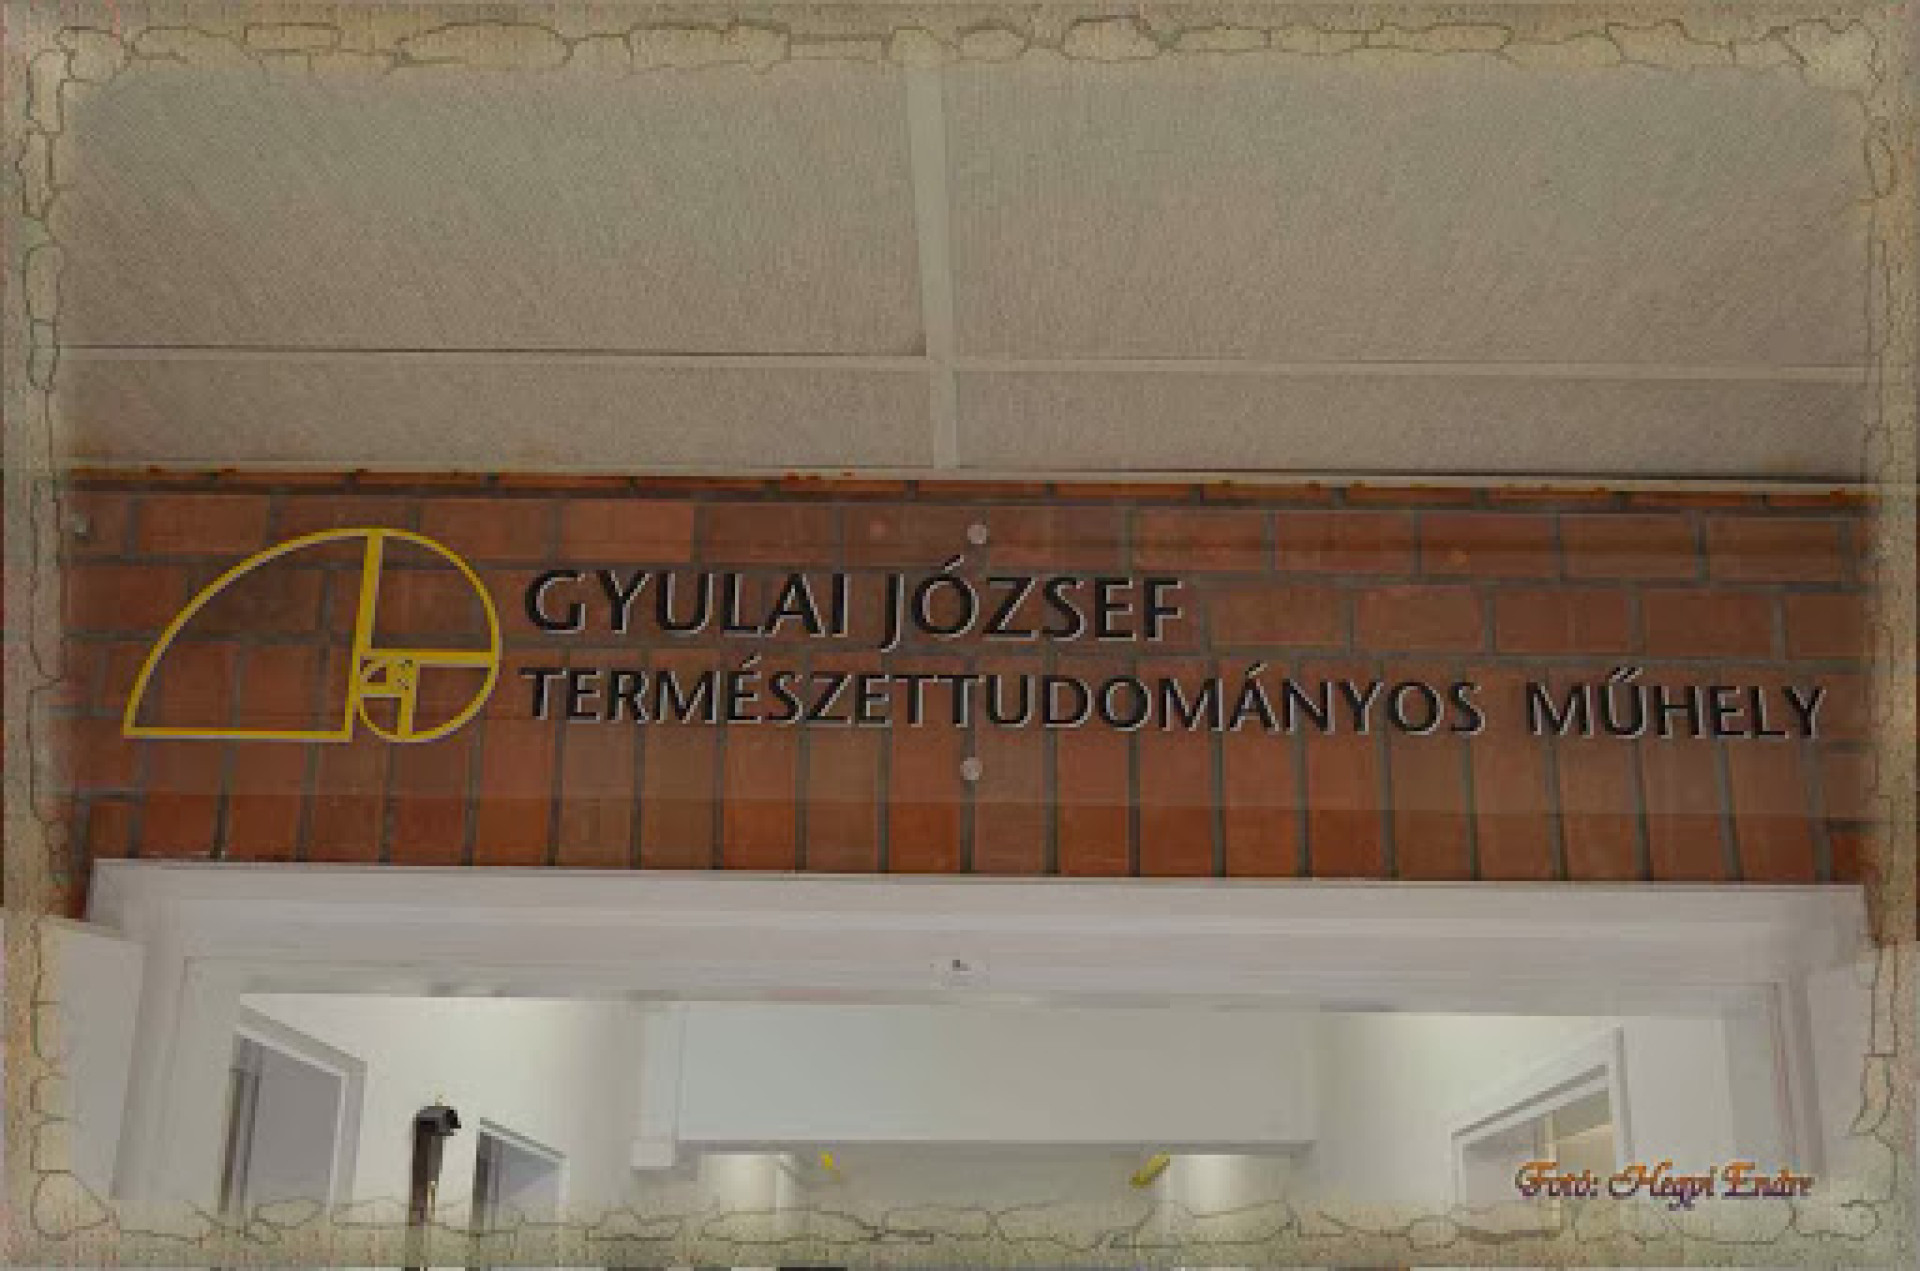 GYULAI JÓZSEF
TERMÉSZETTUDOMÁNYOS MŰHELY
Fotó: Hegyi Endre